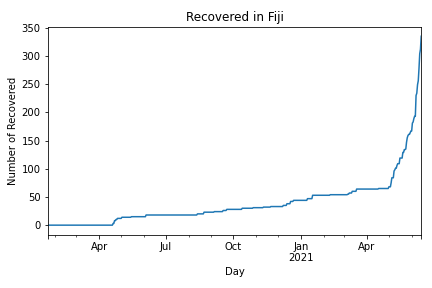 Recovered in Fiji
350
300
250
200
150
100
50
0
Number of Recovered
Apr
Jul
Oct
Jan
2021
Apr
Day